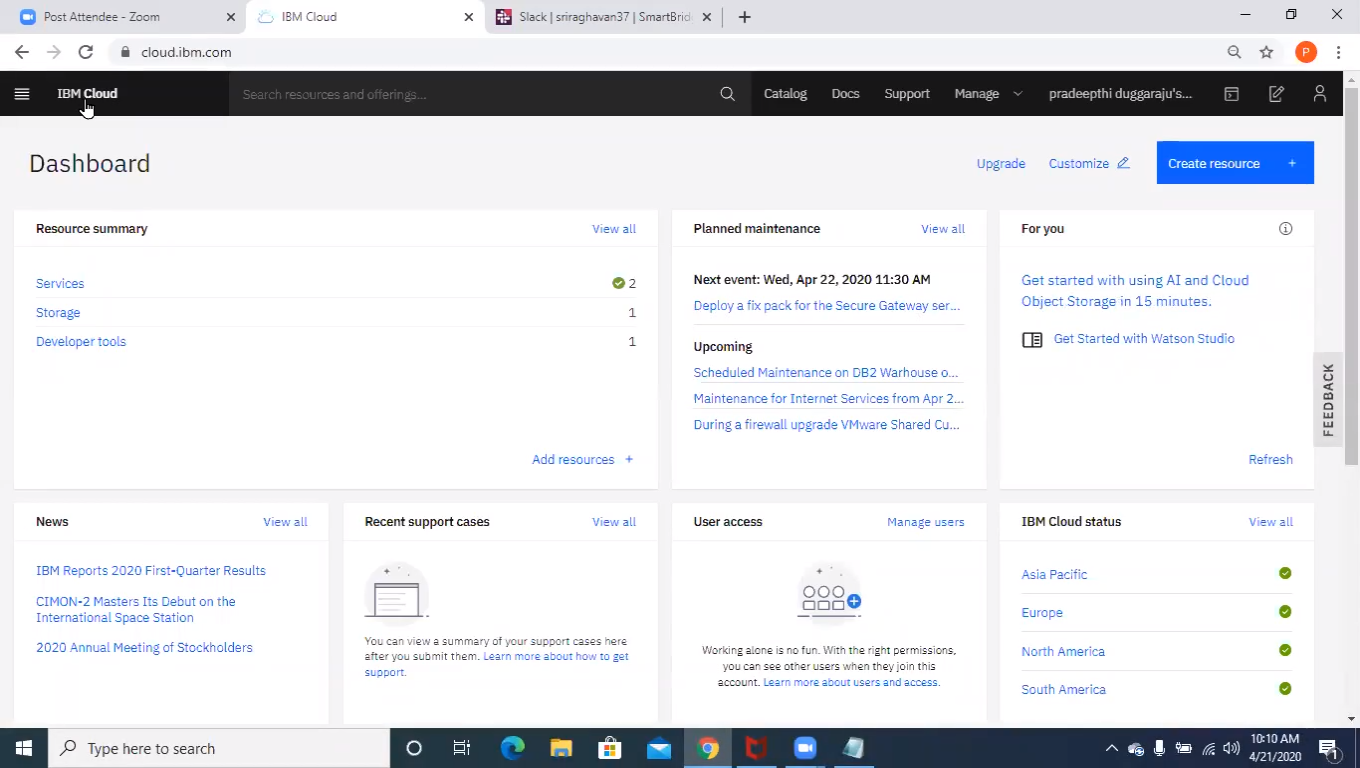 Post Attendee - Zoom
IBM Cloud
Slack | sriraghavan37 | SmartBrid
cloud.ibm.com
P
IBM Cloud
Search resources and offerings...
Catalog
Docs
Support
Manage
pradeepthi duggaraju's...
Dashboard
Upgrade
Customize
Create resource +
Resource summary
View all
Services
2
Storage
1
Developer tools
1
Add resources +
Planned maintenance
View all
Next event: Wed, Apr 22, 2020 11:30 AM
Deploy a fix pack for the Secure Gateway ser...
Upcoming
Scheduled Maintenance on DB2 Warhouse o...
Maintenance for Internet Services from Apr 2...
During a firewall upgrade VMware Shared Cu...
For you
Get started with using AI and Cloud
Object Storage in 15 minutes.
Get Started with Watson Studio
Refresh
FEEDBACK
News
View all
IBM Reports 2020 First-Quarter Results
CIMON-2 Masters Its Debut on the
International Space Station
2020 Annual Meeting of Stockholders
Recent support cases
View all
You can view a summary of your support cases here
after you submit them. Learn more about how to get
support.
User access
Manage users
Working alone is no fun. With the right permissions,
you can see other users when they join this
account. Learn more about users and access.
IBM Cloud status
View all
Asia Pacific
Europe
North America
South America
Type here to search
10:10 AM
4/21/2020
1